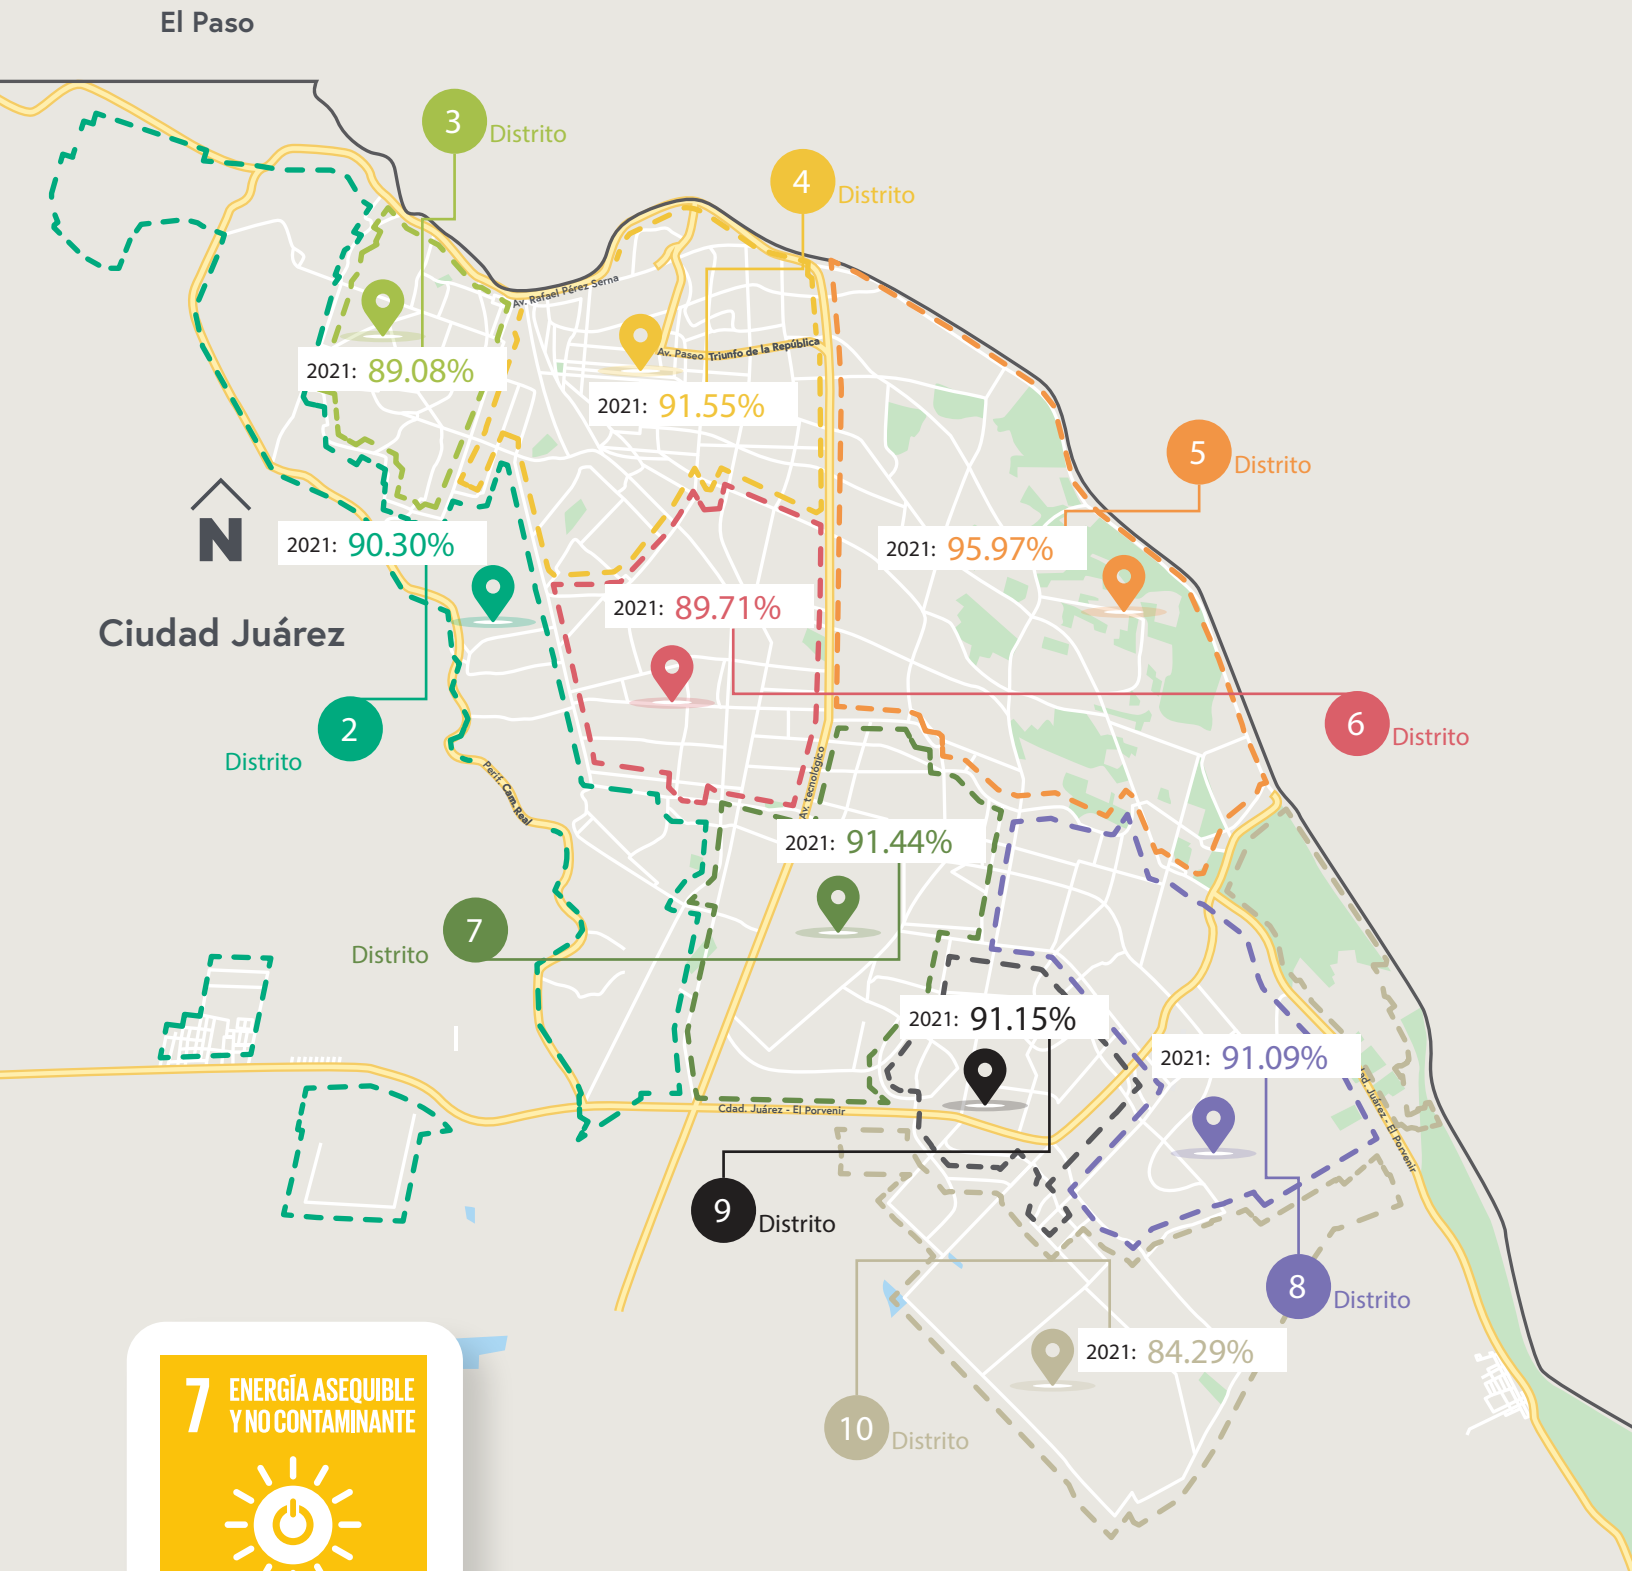 El Paso
3
Distrito
4
Distrito
Av. Rafael Pérez Serna
Av. Paseo Triunfo de la República
2021: 89.08%
2021: 91.55%
5
Distrito
N
2021: 90.30%
2021: 95.97%
2021: 89.71%
Ciudad Juárez
2
Distrito
6
Distrito
Perif. Cam. Real
Av. tecnológico
2021: 91.44%
7
Distrito
2021: 91.15%
2021: 91.09%
Cdad. Juárez - El Porvenir
Juárez - El Porvenir
9
Distrito
8
Distrito
2021: 84.29%
10
Distrito
7 ENERGÍA ASEQUIBLE
Y NO CONTAMINANTE